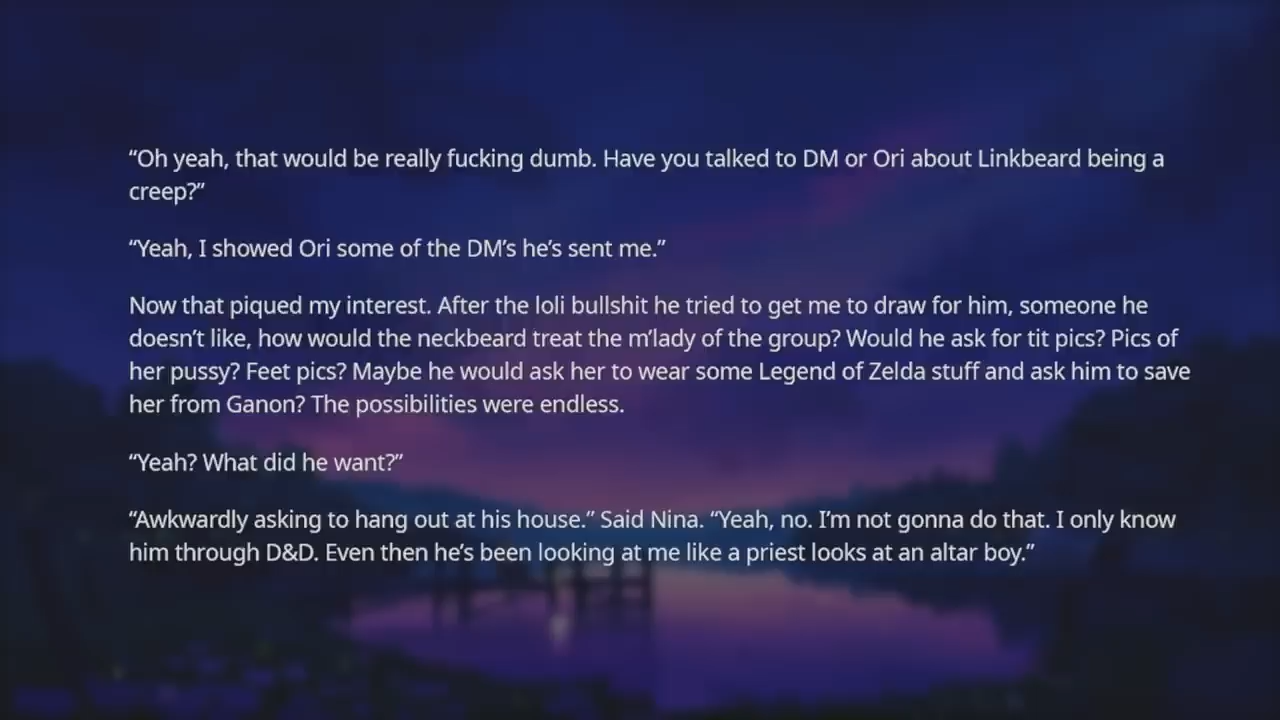 “Oh yeah, that would be really fucking dumb. Have you talked to DM or Ori about Linkbeard being a
creep?”
“Yeah, I showed Ori some of the DM’s he’s sent me.”
Now that piqued my interest. After the loli bullshit he tried to get me to draw for him, someone he
doesn’t like, how would the neckbeard treat the m’lady of the group? Would he ask for tit pics? Pics of
her pussy? Feet pics? Maybe he would ask her to wear some Legend of Zelda stuff and ask him to save
her from Ganon? The possibilities were endless.
“Yeah? What did he want?”
“Awkwardly asking to hang out at his house.” Said Nina. “Yeah, no. I’m not gonna do that. I only know
him through D&D. Even then he’s been looking at me like a priest looks at an altar boy.”